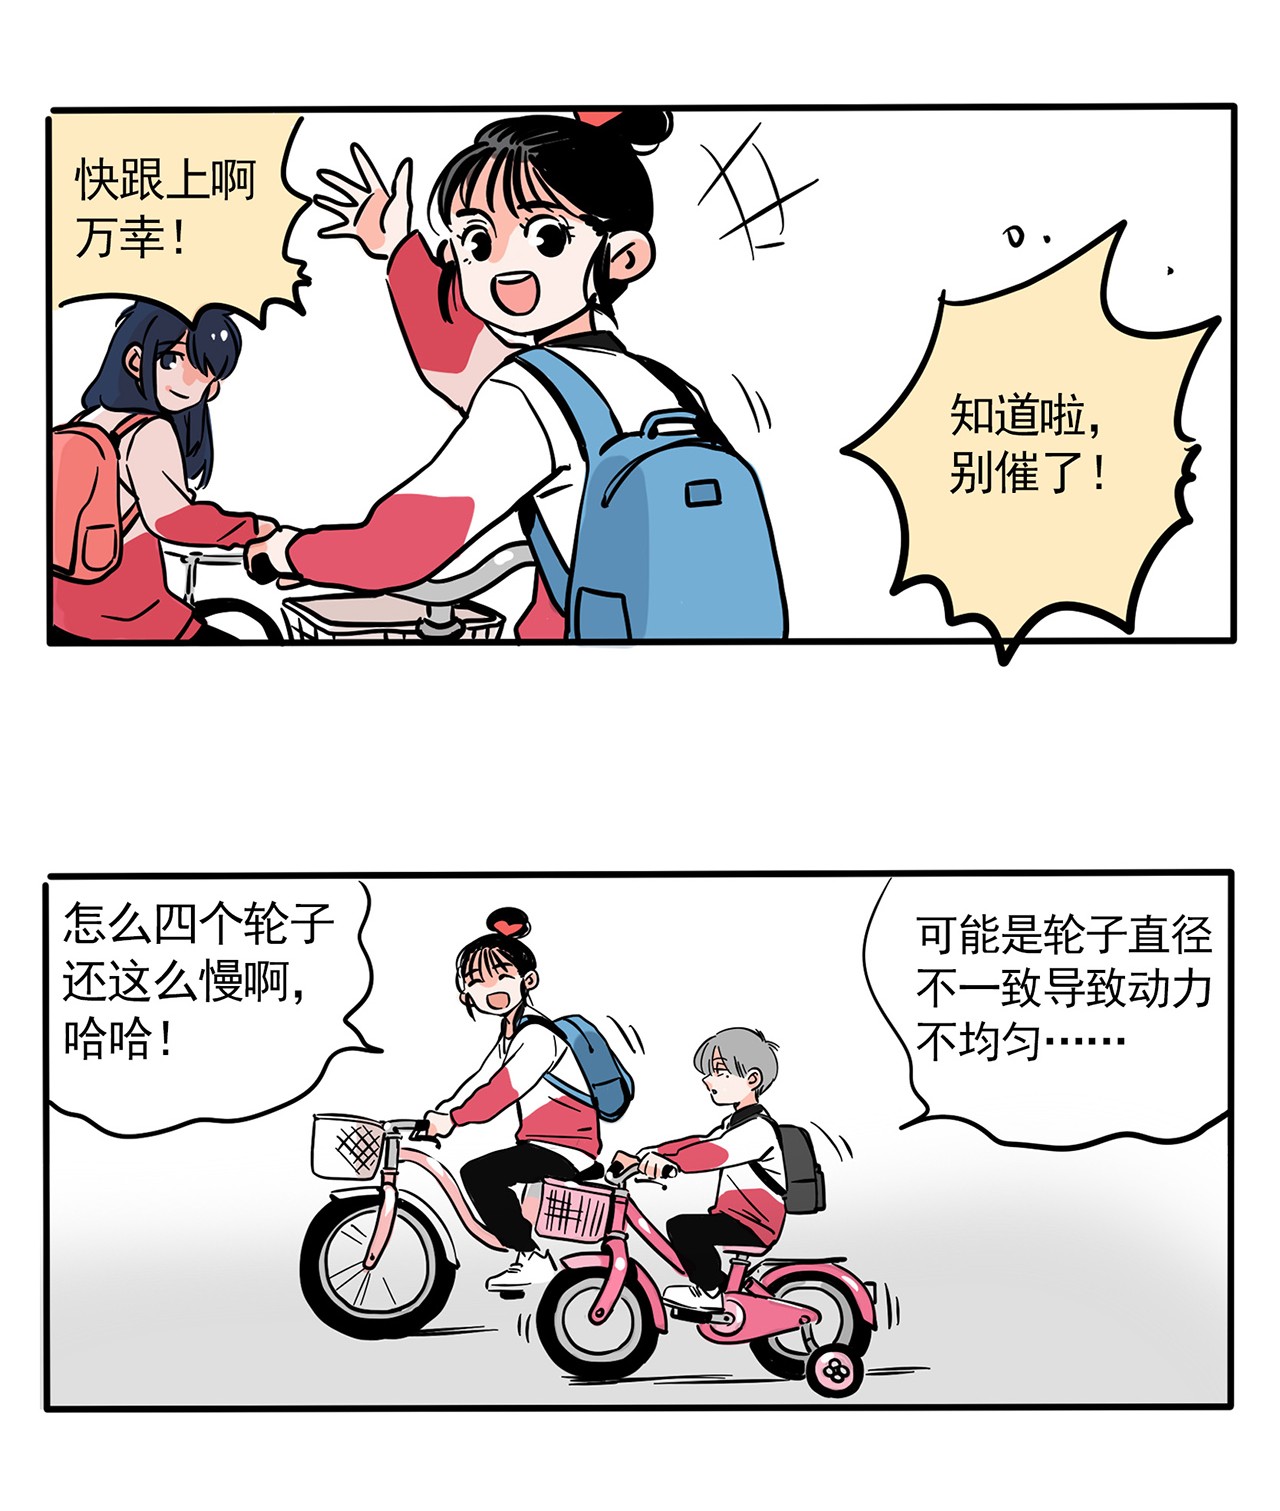 快跟上啊
万幸！
知道啦，
别催了！
怎么四个轮子
还这么慢啊，
哈哈！
可能是轮子直径
不一致导致动力
不均匀……